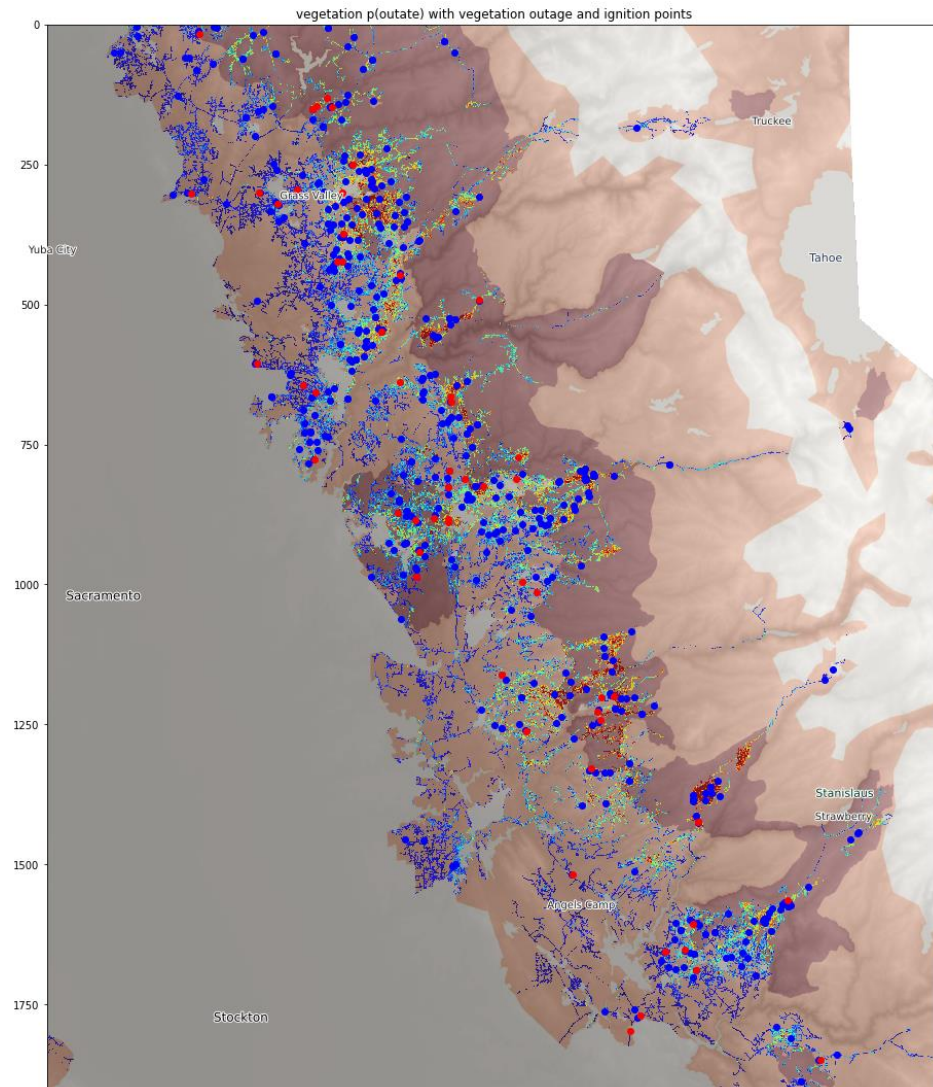 vegetation p(outate) with vegetation outage and ignition points
0
Truckee
250
Grass Valley
Yuba City
Tahoe
500
750
1000
Sacramento
1250
Stanislaus
Strawberry
1500
Angels Camp
1750
Stockton